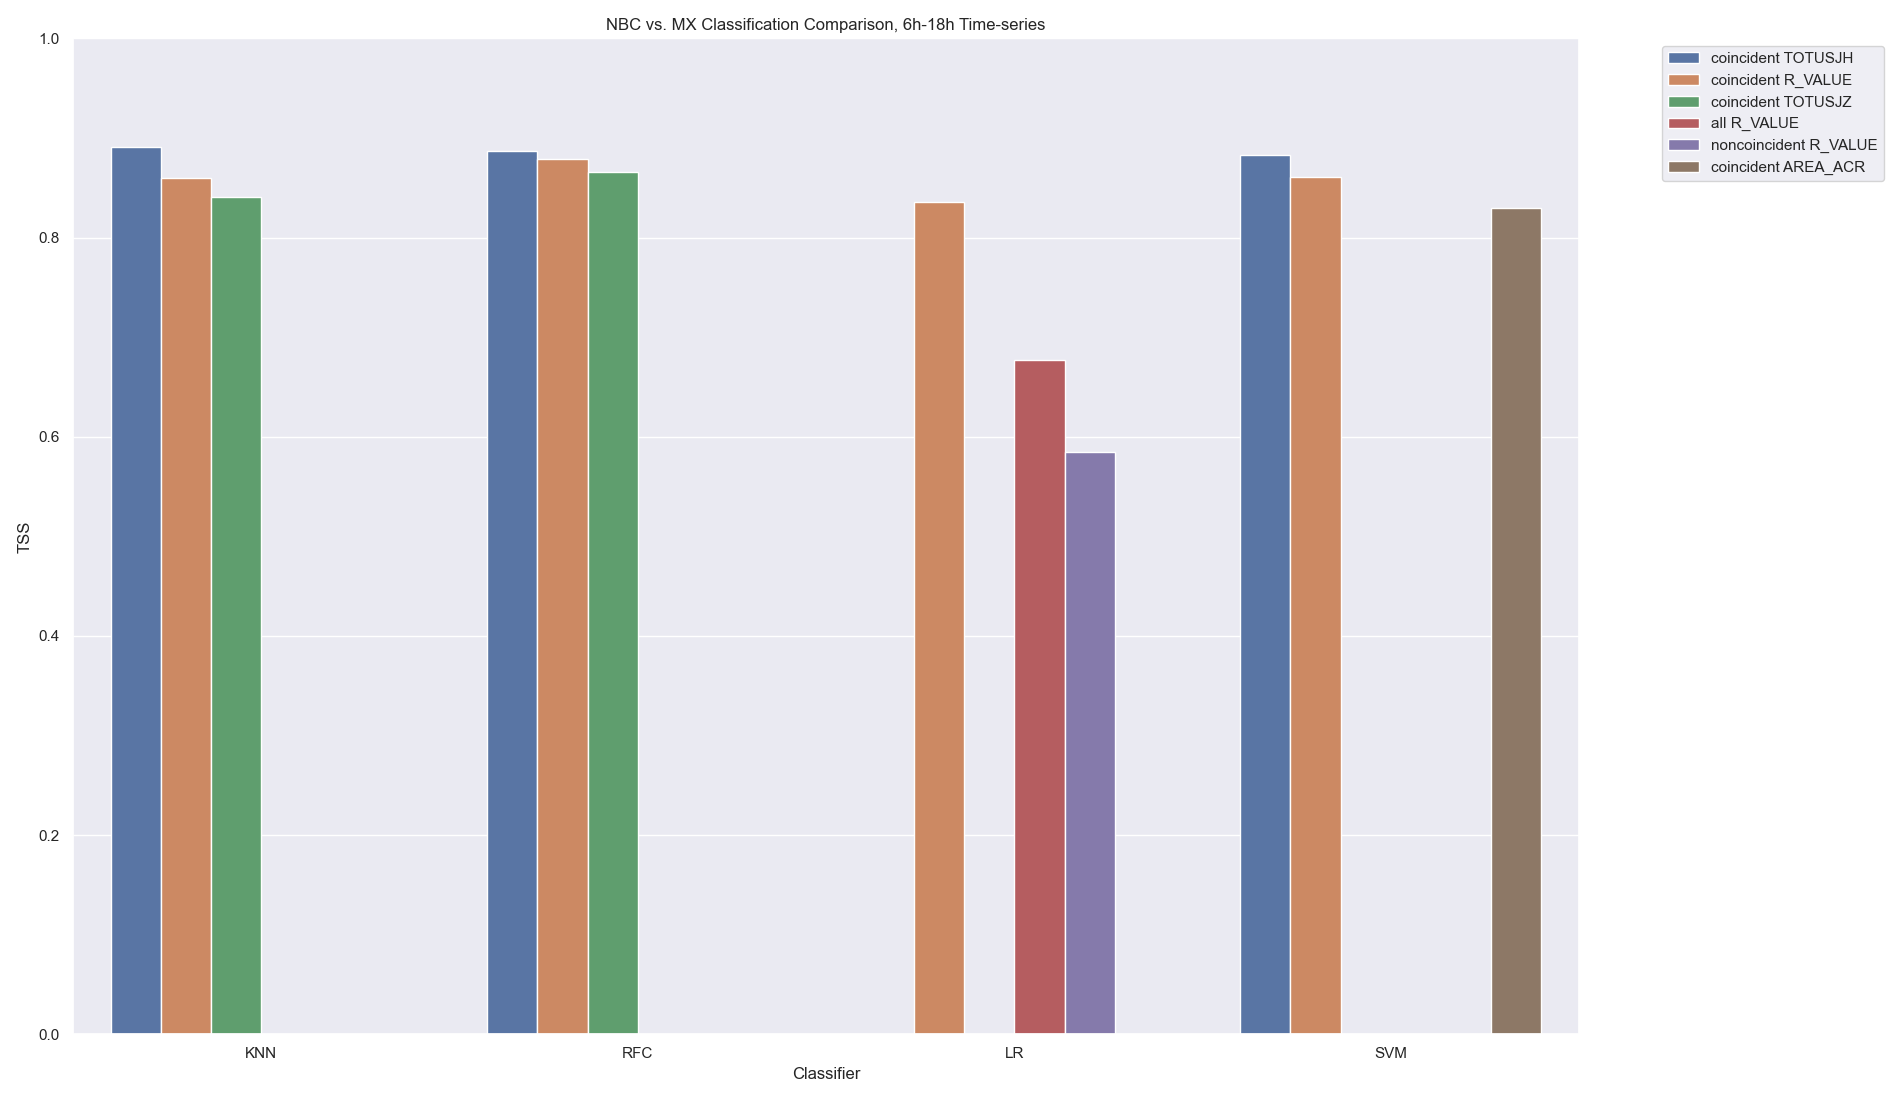 NBC vs. MX Classification Comparison, 6h-18h Time-series
1.0
0.8
0.6
0.4
0.2
0.0
TSS
KNN
RFC
LR
SVM
Classifier
coincident TOTUSJH
coincident R_VALUE
coincident TOTUSJZ
all R_VALUE
noncoincident R_VALUE
coincident AREA_ACR